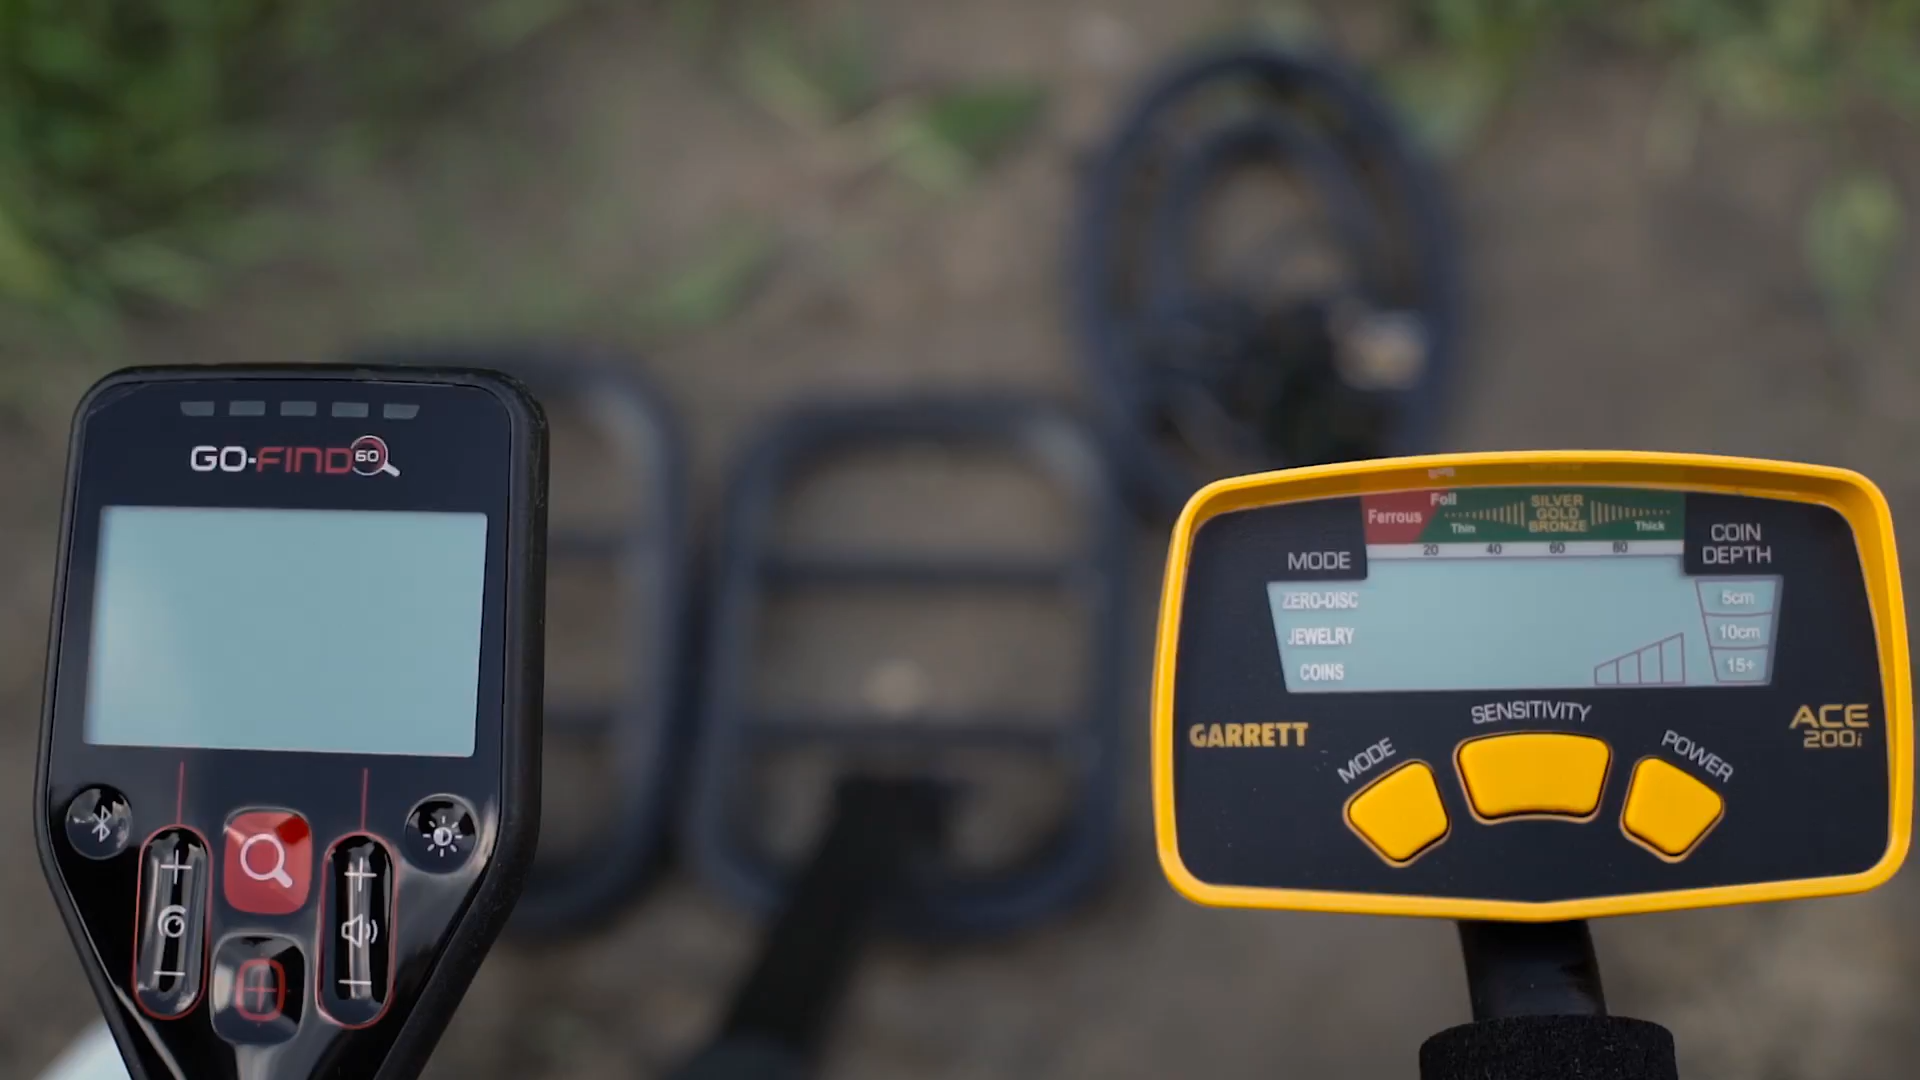 GO-FIND 60
Ferrous
Foil
Thin
SILVER
GOLD
BRONZE
Thick
20 40 60 80
MODE
COIN
DEPTH
ZERO-DISC
JEWELRY
COINS
5cm
10cm
15+
SENSITIVITY
GARRETT
ACE
200i
MODE
POWER